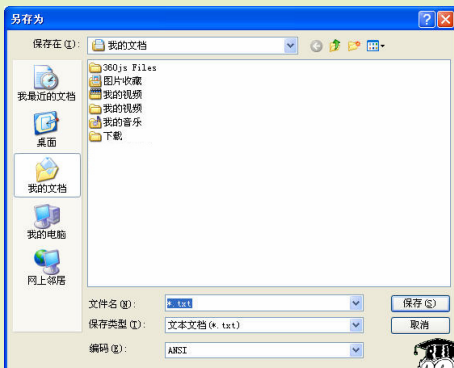 另存为
保存在(I):
我的文档
360js Files
图片收藏
我的视频
我的视频
我的音乐
下载
我最近的文档
桌面
我的文档
我的电脑
网上邻居
文件名(N):
*.txt
保存(S)
保存类型(T):
文本文档(*.txt)
取消
编码(E):
ANSI